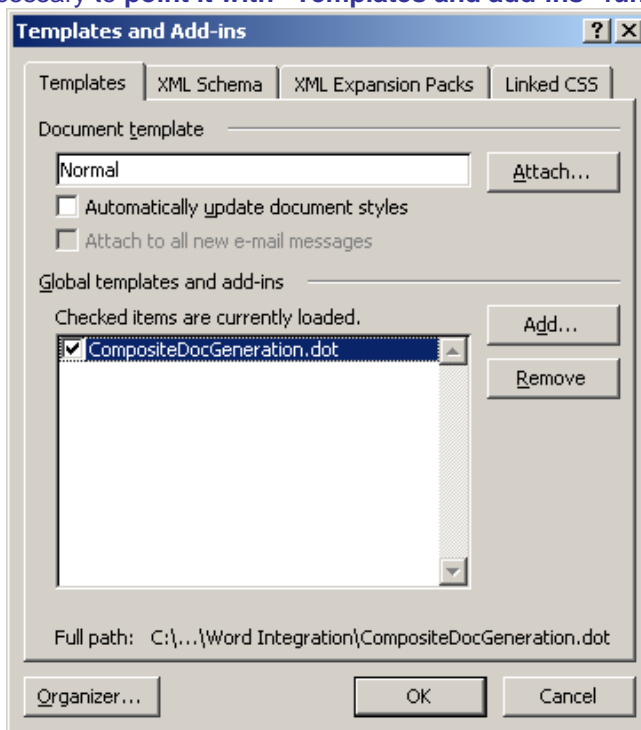 to point it with "Templates and add-ins"
Templates and Add-ins
Templates XML Schema XML Expansion Packs Linked CSS
Document template
Normal
Attach...
Automatically update document styles
Attach to all new e-mail messages
Global templates and add-ins
Checked items are currently loaded.
Add...
CompositeDocGeneration.dot
Remove
Full path: C:\...\Word Integration\CompositeDocGeneration.dot
Organizer... OK Cancel